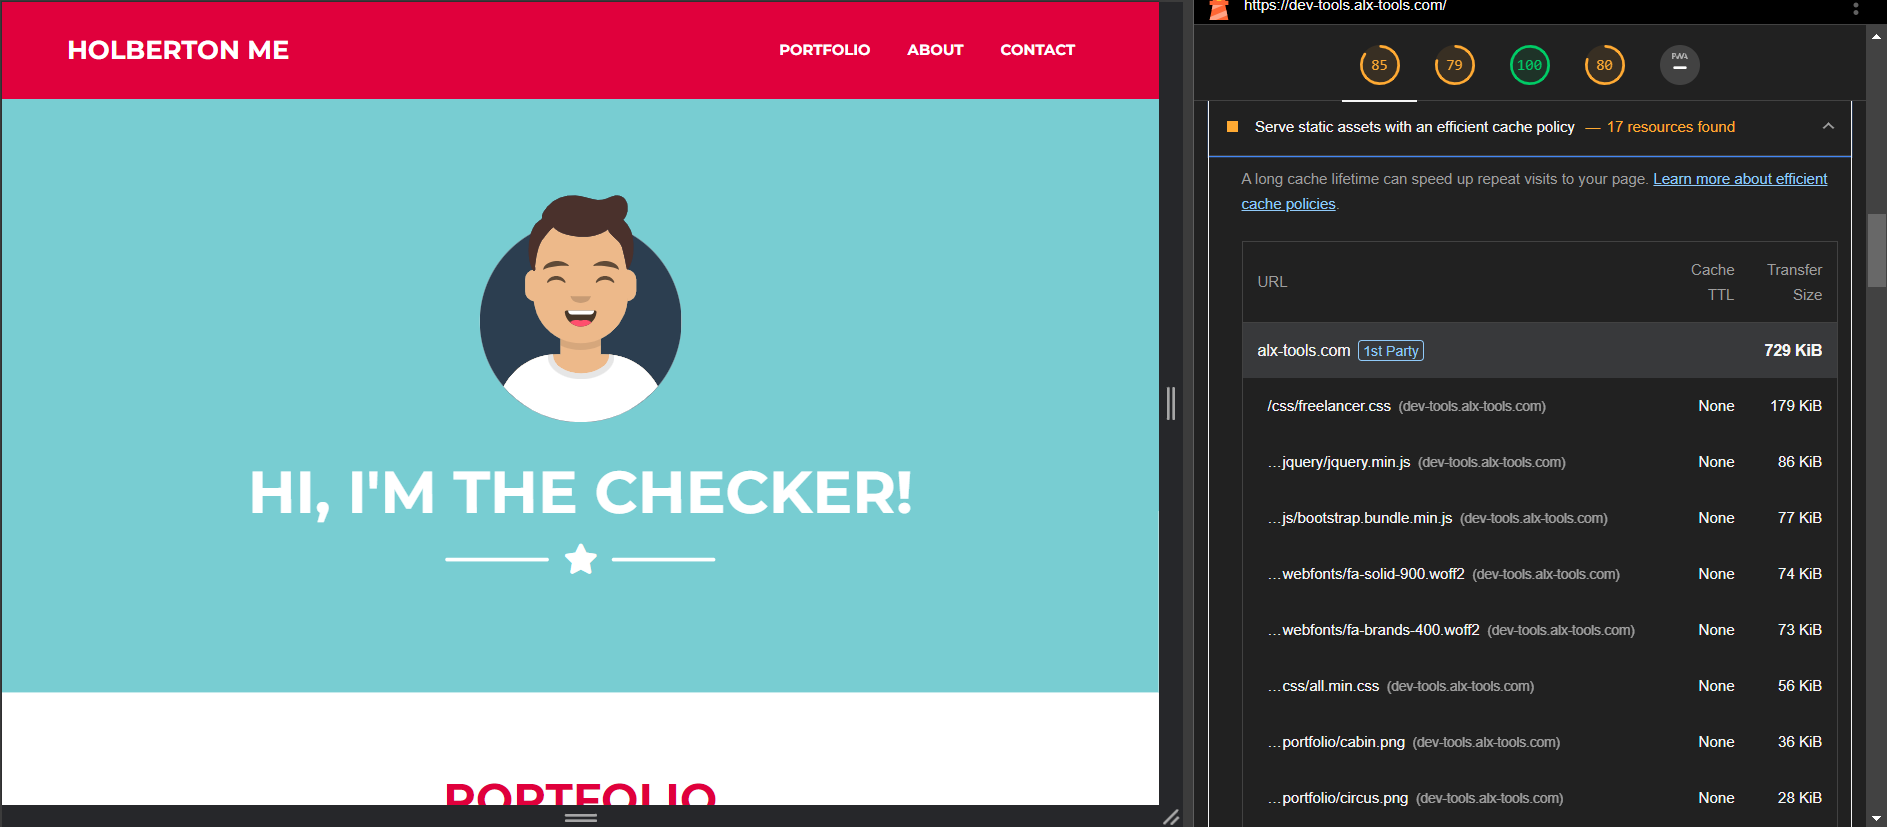 HOLBERTON ME
PORTFOLIO ABOUT CONTACT
HI, I'M THE CHECKER!
PORTFOLIO
https://dev-tools.alx-tools.com/
85 79 100 80 PWA
Serve static assets with an efficient cache policy — 17 resources found
A long cache lifetime can speed up repeat visits to your page. Learn more about efficient
cache policies.
URL Cache TTL Transfer Size
alx-tools.com 1st Party 729 KiB
/css/freelancer.css (dev-tools.alx-tools.com) None 179 KiB
…jquery/jquery.min.js (dev-tools.alx-tools.com) None 86 KiB
…js/bootstrap.bundle.min.js (dev-tools.alx-tools.com) None 77 KiB
…webfonts/fa-solid-900.woff2 (dev-tools.alx-tools.com) None 74 KiB
…webfonts/fa-brands-400.woff2 (dev-tools.alx-tools.com) None 73 KiB
…css/all.min.css (dev-tools.alx-tools.com) None 56 KiB
…portfolio/cabin.png (dev-tools.alx-tools.com) None 36 KiB
…portfolio/circus.png (dev-tools.alx-tools.com) None 28 KiB